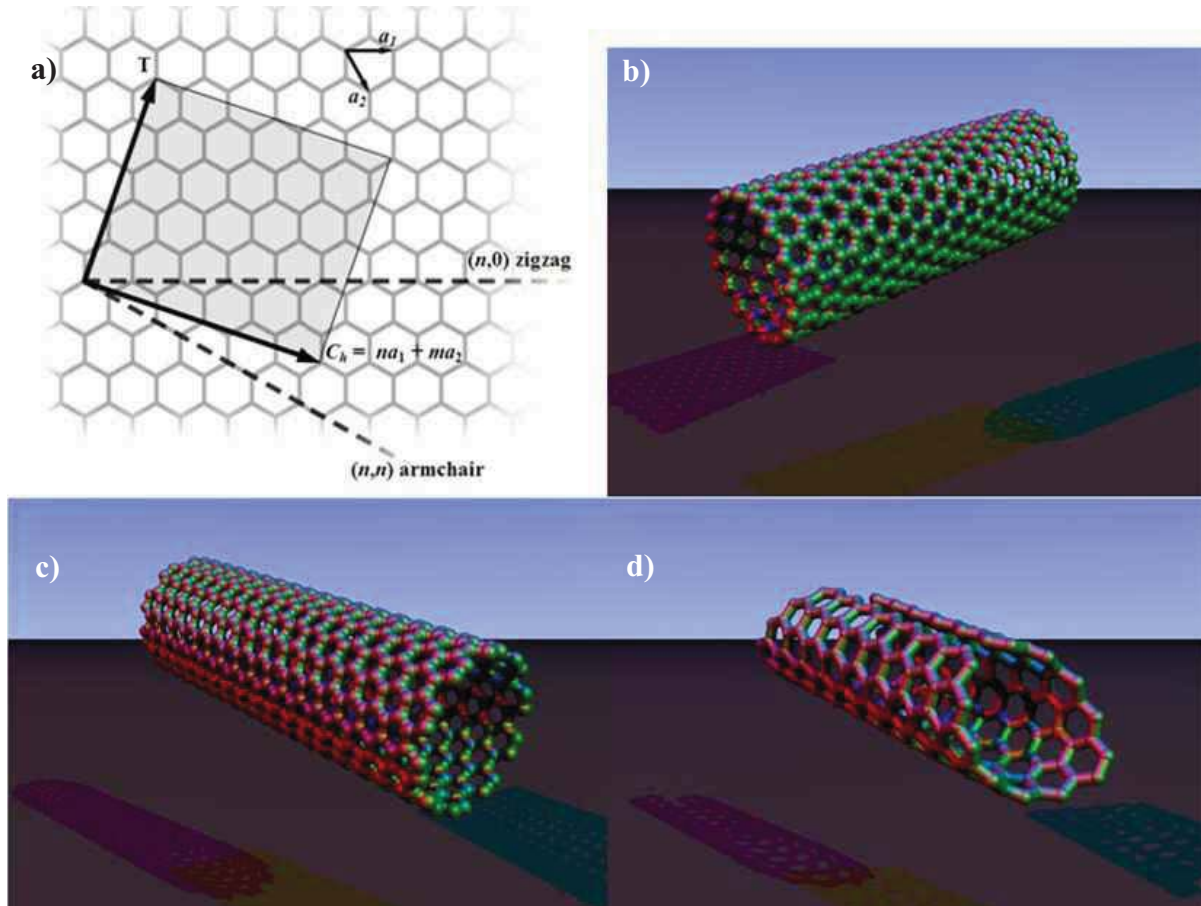 a)
T
a1
a2
(n,0) zigzag
Ch = na1 + ma2
(n,n) armchair
b)
c)
d)